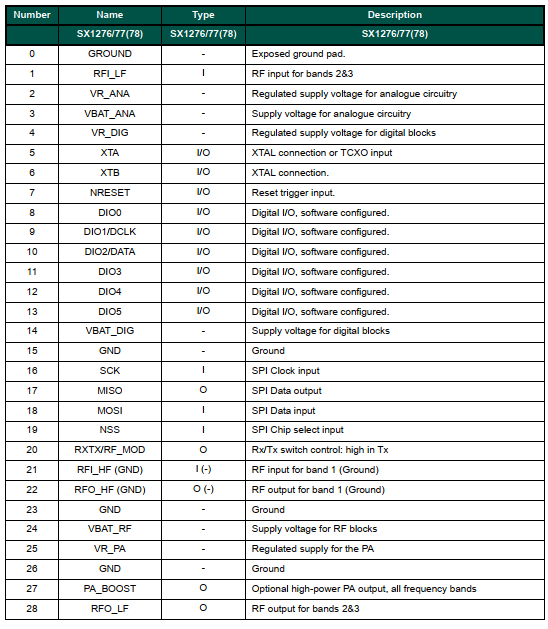 Number Name Type Description
SX1276/77(78) SX1276/77(78) SX1276/77(78)
0 GROUND - Exposed ground pad.
1 RFI_LF I RF input for bands 2&3
2 VR_ANA - Regulated supply voltage for analogue circuitry
3 VBAT_ANA - Supply voltage for analogue circuitry
4 VR_DIG - Regulated supply voltage for digital blocks
5 XTA I/O XTAL connection or TCXO input
6 XTB I/O XTAL connection.
7 NRESET I/O Reset trigger input.
8 DIO0 I/O Digital I/O, software configured.
9 DIO1/DCLK I/O Digital I/O, software configured.
10 DIO2/DATA I/O Digital I/O, software configured.
11 DIO3 I/O Digital I/O, software configured.
12 DIO4 I/O Digital I/O, software configured.
13 DIO5 I/O Digital I/O, software configured.
14 VBAT_DIG - Supply voltage for digital blocks
15 GND - Ground
16 SCK I SPI Clock input
17 MISO O SPI Data output
18 MOSI I SPI Data input
19 NSS I SPI Chip select input
20 RXTX/RF_MOD O Rx/Tx switch control: high in Tx
21 RFI_HF (GND) I (-) RF input for band 1 (Ground)
22 RFO_HF (GND) O (-) RF output for band 1 (Ground)
23 GND - Ground
24 VBAT_RF - Supply voltage for RF blocks
25 VR_PA - Regulated supply for the PA
26 GND - Ground
27 PA_BOOST O Optional high-power PA output, all frequency bands
28 RFO_LF O RF output for bands 2&3